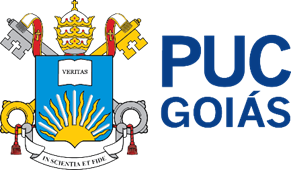 VERITAS
IN SCIENTIA ET FIDE
PUC
GOIÁS